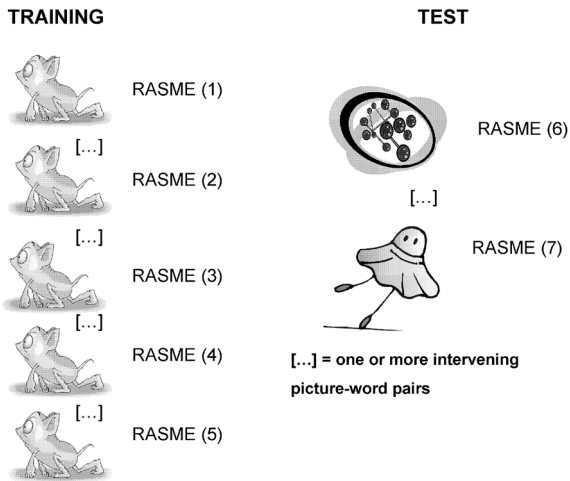 TRAINING
RASME (1)
[...]
RASME (2)
[...]
RASME (3)
[...]
RASME (4)
[...]
RASME (5)
TEST
RASME (6)
[...]
RASME (7)
[...] = one or more intervening
picture-word pairs